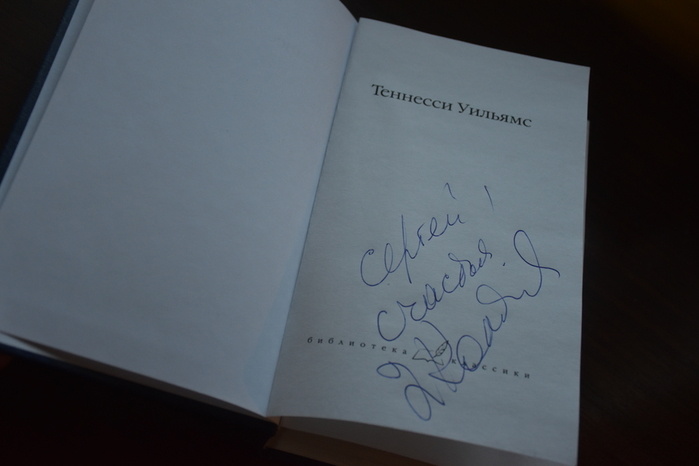 Теннесси Уильямс
Сергей!
счастья.
библиотека классики